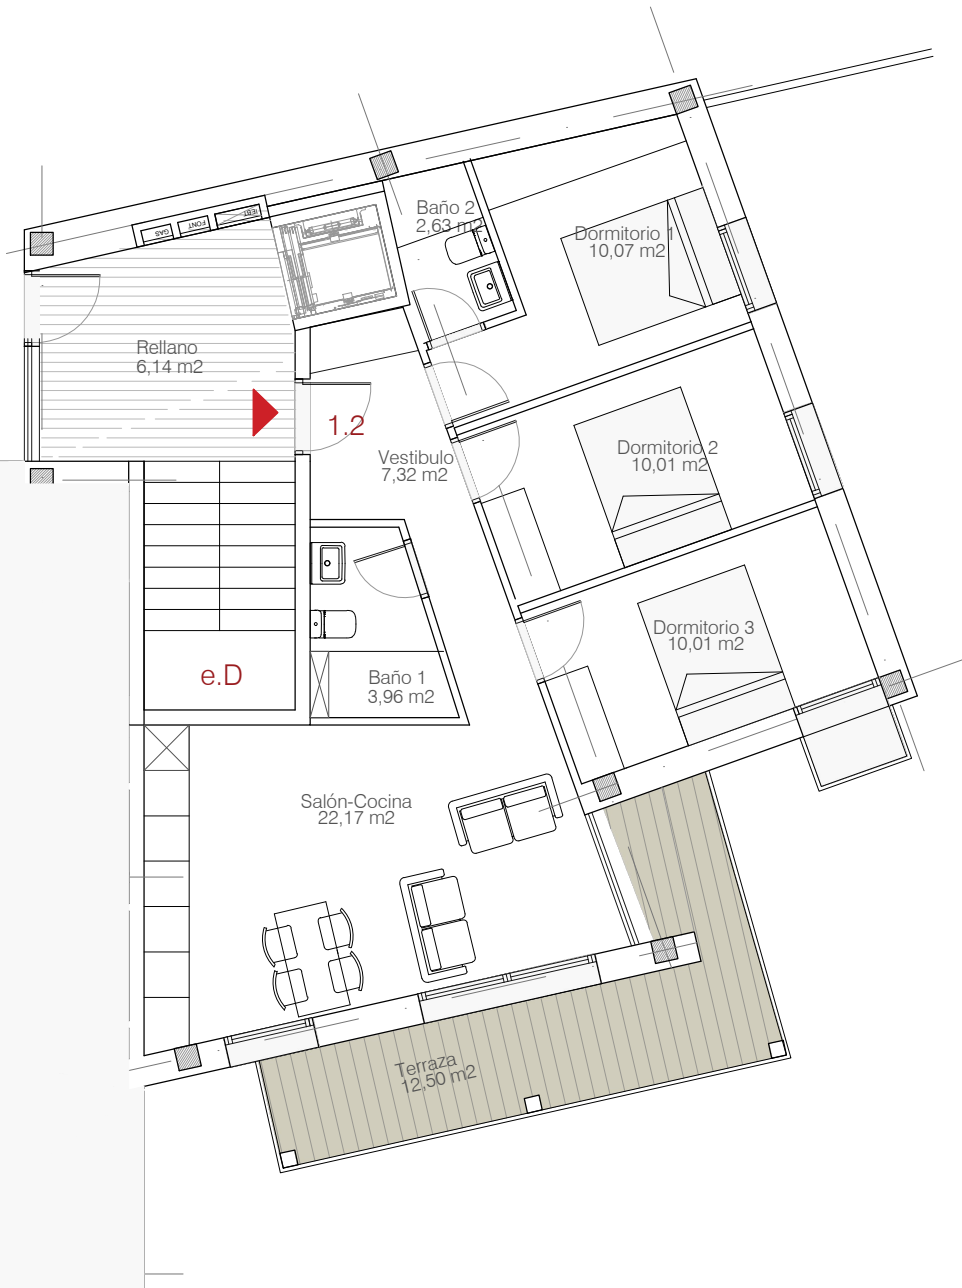 Baño 2
2,63 m2
IEBT
FONT
GAS
Dormitorio 1
10,07 m2
Rellano
6,14 m2
1.2
Vestibulo
7,32 m2
Dormitorio 2
10,01 m2
Dormitorio 3
10,01 m2
e.D
Baño 1
3,96 m2
Salón-Cocina
22,17 m2
Terraza
12,50 m2